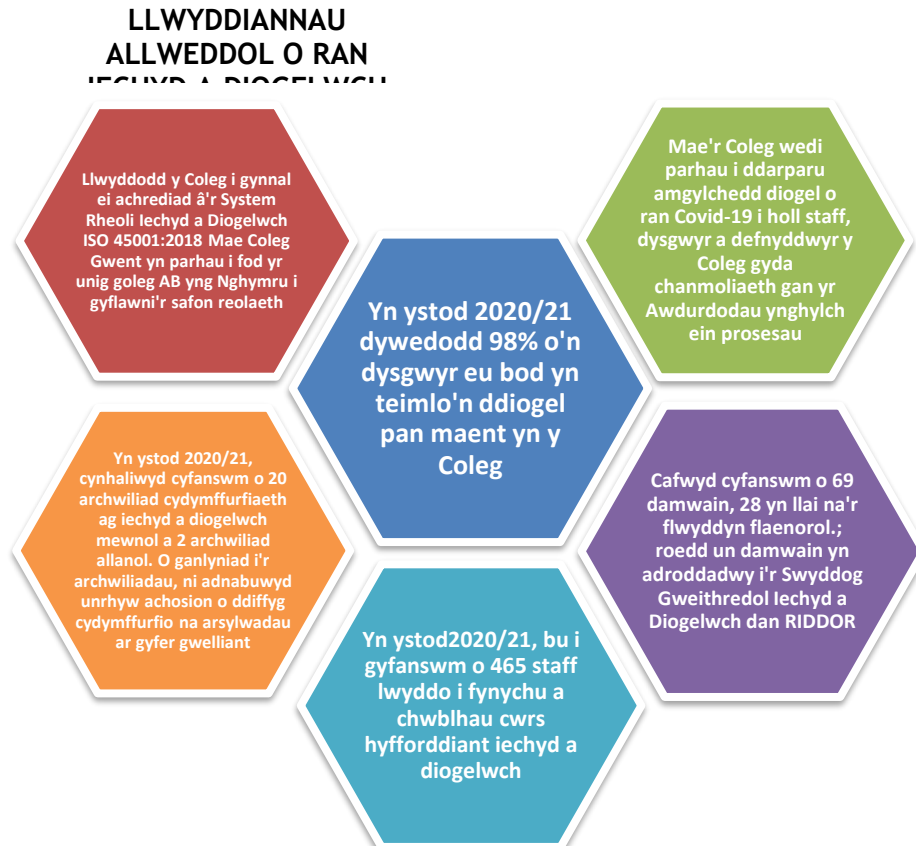 LLWYDDIANNAU
ALLWEDDOL O RAN
IECHYD A DIOGELWCH
Llwyddodd y Coleg i gynnal
ei achrediad â'r System
Rheoli Iechyd a Diogelwch
ISO 45001:2018 Mae Coleg
Gwent yn parhau i fod yr
unig goleg AB yng Nghymru i
gyflawni'r safon reolaeth
Mae'r Coleg wedi
parhau i ddarparu
amgylchedd diogel o
ran Covid-19 i holl staff,
dysgwyr a defnyddwyr y
Coleg gyda
chanmoliaeth gan yr
Awdurdodau ynghylch
ein prosesau
Yn ystod 2020/21
dywedodd 98% o'n
dysgwyr eu bod yn
teimlo'n ddiogel
pan maent yn y
Coleg
Yn ystod 2020/21,
cynhaliwyd cyfanswm o 20
archwiliad cydymffurfiaeth
ag iechyd a diogelwch
mewnol a 2 archwiliad
allanol. O ganlyniad i'r
archwiliadau, ni adnabuwyd
unrhyw achosion o ddiffyg
cydymffurfio na arsylwadau
ar gyfer gwelliant
Cafwyd cyfanswm o 69
damwain, 28 yn llai na'r
flwyddyn flaenorol.;
roedd un damwain yn
adroddadwy i'r Swyddog
Gweithredol Iechyd a
Diogelwch dan RIDDOR
Yn ystod2020/21, bu i
gyfanswm o 465 staff
lwyddo i fynychu a
chwblhau cwrs
hyfforddiant iechyd a
diogelwch